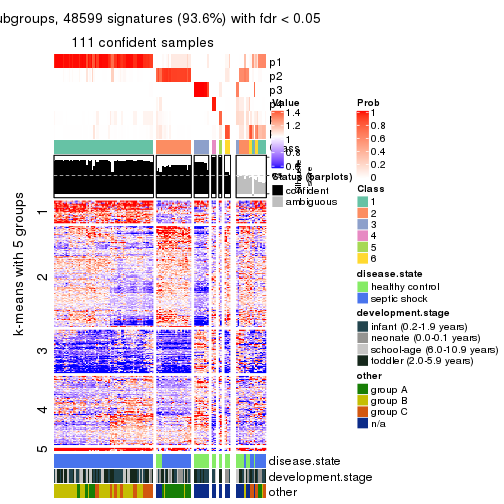 subgroups, 48599 signatures (93.6%) with fdr < 0.05
111 confident samples
p1
p2
p3
k-means with 5 groups
1
2
3
4
5
Value
1.4
1.2
1
0.8
Status (barplots)
confident
ambiguous
Prob
1
0.8
0.6
0.4
0.2
0
Class
1
2
3
4
5
6
disease.state
healthy control
septic shock
development.stage
infant (0.2-1.9 years)
neonate (0.0-0.1 years)
school-age (6.0-10.9 years)
toddler (2.0-5.9 years)
other
group A
group B
group C
n/a
disease.state
development.stage
other